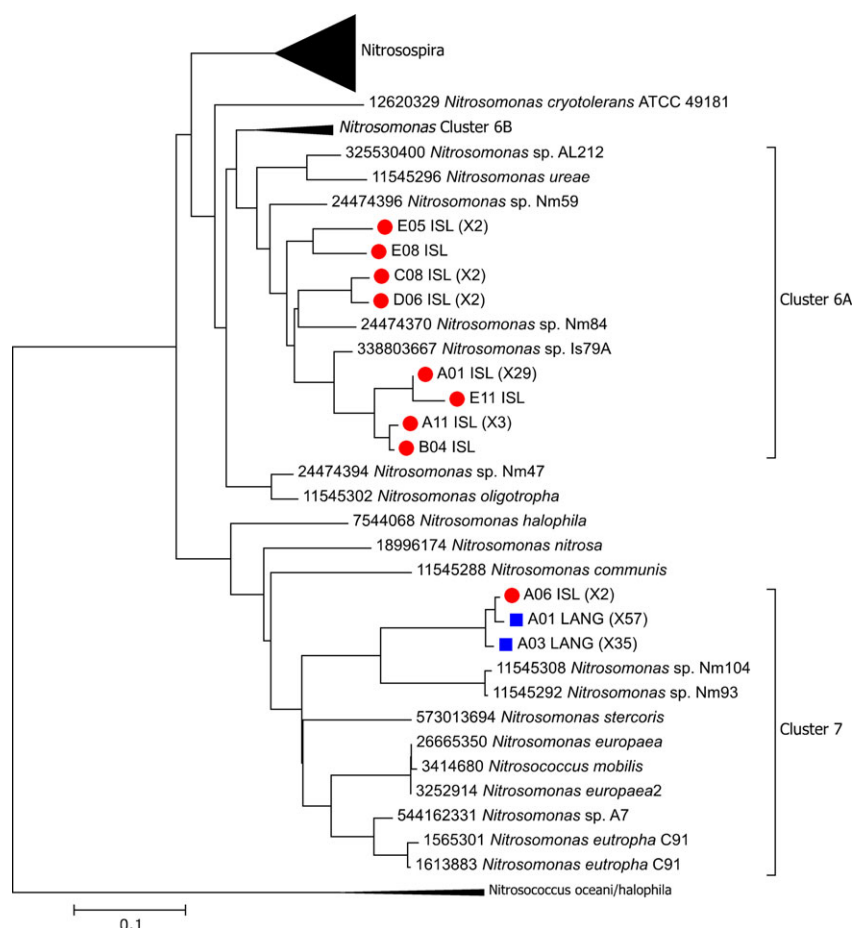 Nitrosospira
12620329 Nitrosomonas cryotolerans ATCC 49181
Nitrosomonas Cluster 6B
325530400 Nitrosomonas sp. AL212
11545296 Nitrosomonas ureae
24474396 Nitrosomonas sp. Nm59
E05 ISL (X2)
E08 ISL
C08 ISL (X2)
Cluster 6A
D06 ISL (X2)
24474370 Nitrosomonas sp. Nm84
338803667 Nitrosomonas sp. Is79A
A01 ISL (X29)
E11 ISL
A11 ISL (X3)
B04 ISL
24474394 Nitrosomonas sp. Nm47
11545302 Nitrosomonas oligotropha
7544068 Nitrosomonas halophila
18996174 Nitrosomonas nitrosa
11545288 Nitrosomonas communis
A06 ISL (X2)
A01 LANG (X57)
A03 LANG (X35)
11545308 Nitrosomonas sp. Nm104
11545292 Nitrosomonas sp. Nm93
573013694 Nitrosomonas stercoris
Cluster 7
26665350 Nitrosomonas europaea
3414680 Nitrosococcus mobilis
3252914 Nitrosomonas europaea2
544162331 Nitrosomonas sp. A7
1565301 Nitrosomonas eutropha C91
1613883 Nitrosomonas eutropha C91
Nitrosococcus oceani/halophila
0.1